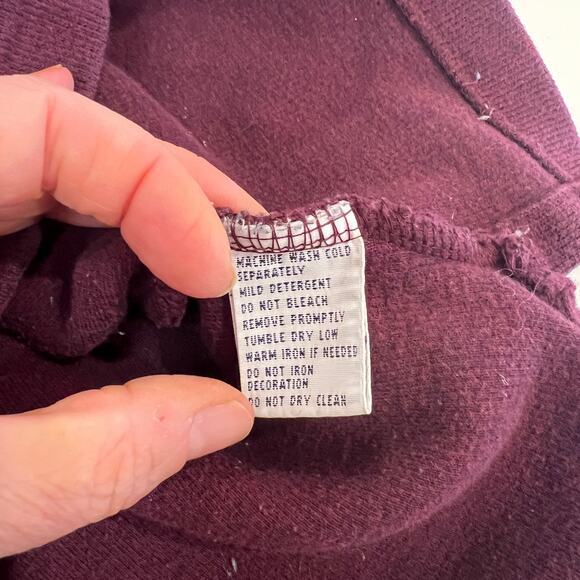 MACHINE WASH COLD
SEPARATELY
MILD DETERGENT
DO NOT BLEACH
REMOVE PROMPTLY
TUMBLE DRY LOW
WARM IRON IF NEEDED
DO NOT IRON
DECORATION
DO NOT DRY CLEAN